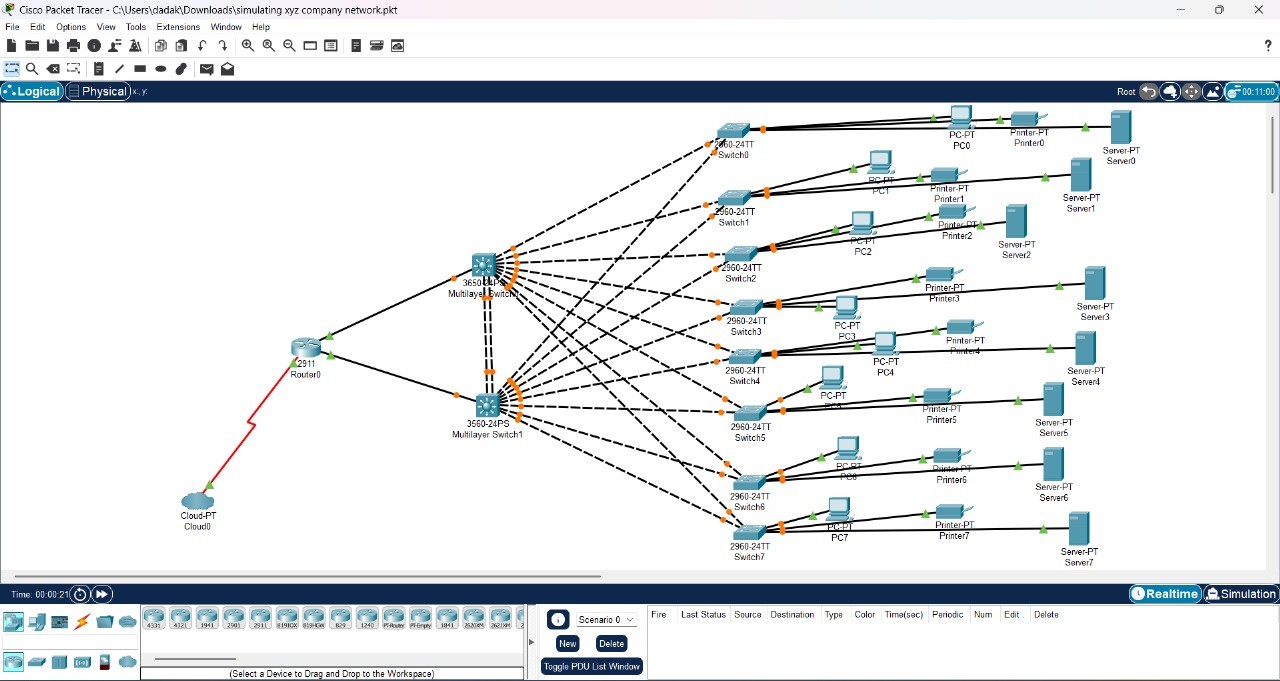 Cisco Packet Tracer - C:\Users\dadak\Downloads\simulating xyz company network.pkt
File Edit Options View Tools Extensions Window Help
?
Logical Physical x, y:
Root 00:11:00
2960-24TT
Switch0
PC-PT
PC0
Printer-PT
Printer0
Server-PT
Server0
2960-24TT
Switch1
PC-PT
PC1
Printer-PT
Printer1
Server-PT
Server1
2960-24TT
Switch2
PC-PT
PC2
Printer-PT
Printer2
Server-PT
Server2
3650-24PS
Multilayer Switch0
2960-24TT
Switch3
PC-PT
PC3
Printer-PT
Printer3
Server-PT
Server3
2911
Router0
2960-24TT
Switch4
PC-PT
PC4
Printer-PT
Printer4
Server-PT
Server4
3560-24PS
Multilayer Switch1
2960-24TT
Switch5
PC-PT
PC5
Printer-PT
Printer5
Server-PT
Server5
2960-24TT
Switch6
PC-PT
PC6
Printer-PT
Printer6
Server-PT
Server6
Cloud-PT
Cloud0
2960-24TT
Switch7
PC-PT
PC7
Printer-PT
Printer7
Server-PT
Server7
Time: 00:00:21
Realtime Simulation
4331 4321 1941 2901 2911 819IOX 819HGW 829 1240 PT-Router PT-Empty 1841 2620XM 2621XM
(Select a Device to Drag and Drop to the Workspace)
Scenario 0
New Delete
Toggle PDU List Window
Fire Last Status Source Destination Type Color Time(sec) Periodic Num Edit Delete